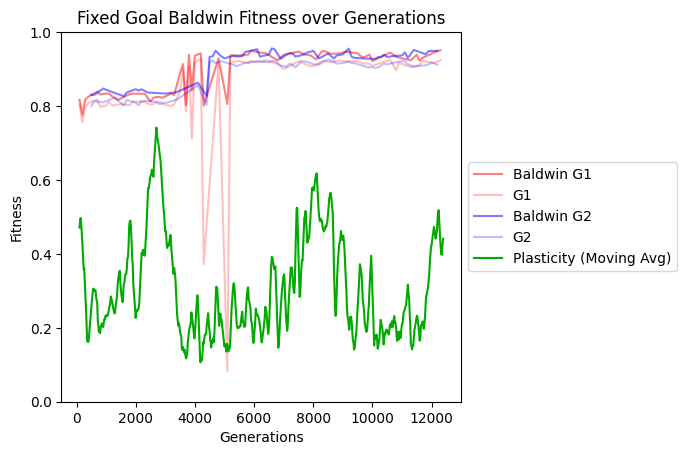 Fixed Goal Baldwin Fitness over Generations
1.0
0.8
0.6
0.4
0.2
0.0
Fitness
0 2000 4000 6000 8000 10000 12000
Generations
Baldwin G1
G1
Baldwin G2
G2
Plasticity (Moving Avg)